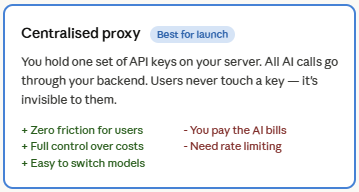 Centralised proxy Best for launch
You hold one set of API keys on your server. All AI calls go
through your backend. Users never touch a key — it's
invisible to them.
+ Zero friction for users
+ Full control over costs
+ Easy to switch models
- You pay the AI bills
- Need rate limiting